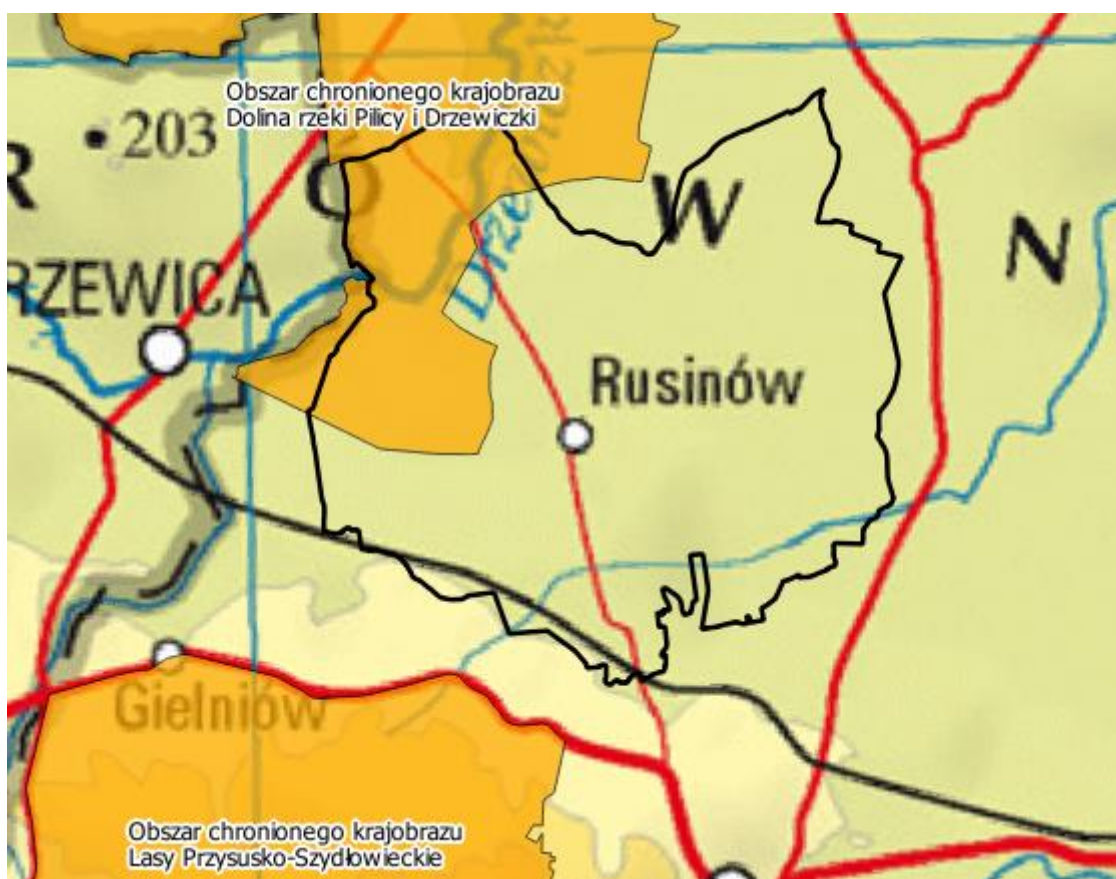 Obszar chronionego krajobrazu
Dolina rzeki Pilicy i Drzewiczki
203
R O W N
RZEWICA
Rusinów
Gielniów
Obszar chronionego krajobrazu
Lasy Przysusko-Szydłowieckie